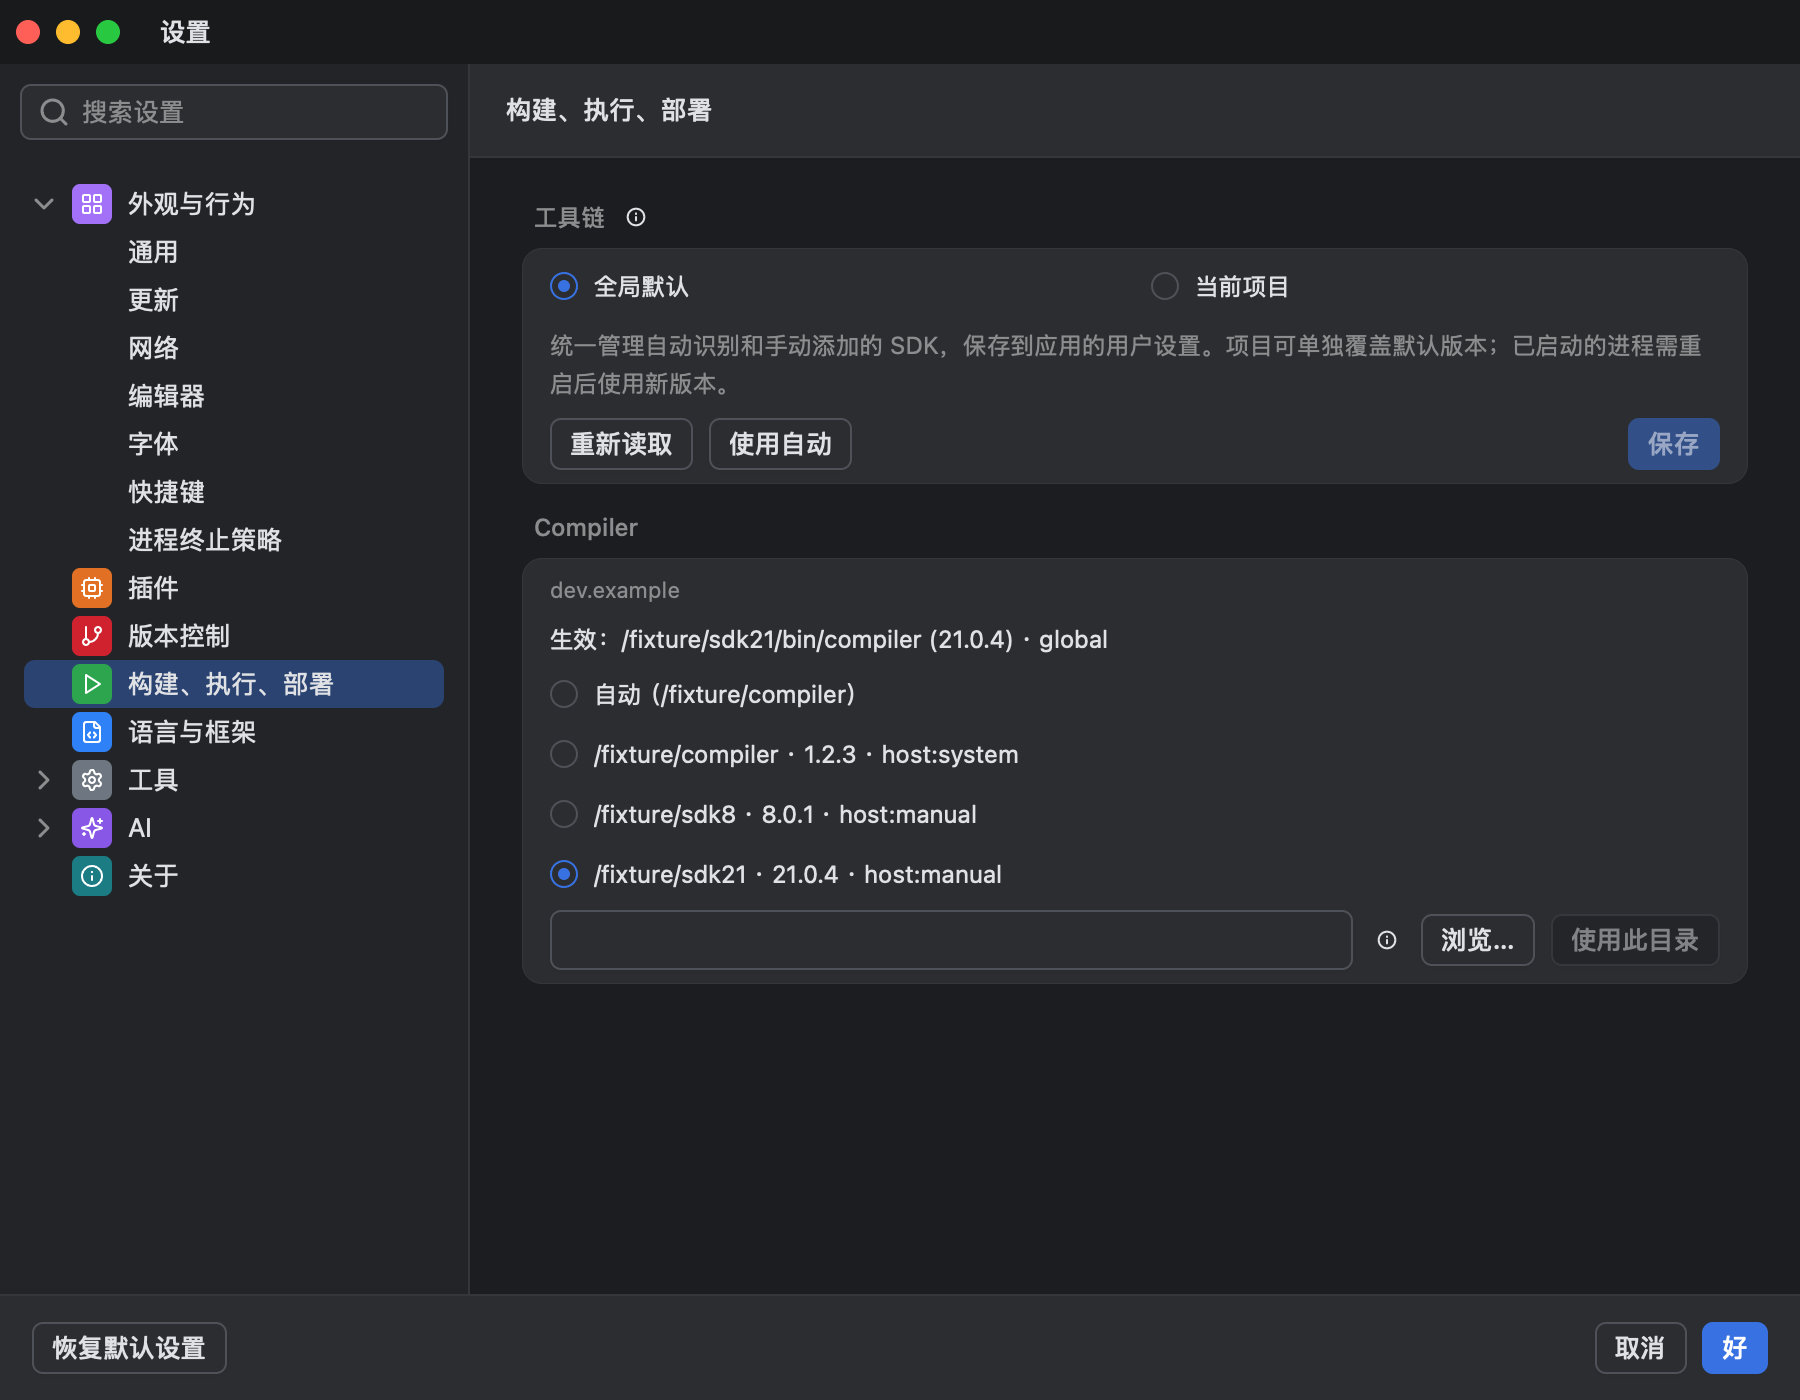 设置
搜索设置
外观与行为
通用
更新
网络
编辑器
字体
快捷键
进程终止策略
插件
版本控制
构建、执行、部署
语言与框架
工具
AI
关于
构建、执行、部署
工具链
全局默认
当前项目
统一管理自动识别和手动添加的 SDK，保存到应用的用户设置。项目可单独覆盖默认版本；已启动的进程需重
启后使用新版本。
重新读取
使用自动
保存
Compiler
dev.example
生效：/fixture/sdk21/bin/compiler (21.0.4) · global
自动（/fixture/compiler）
/fixture/compiler · 1.2.3 · host:system
/fixture/sdk8 · 8.0.1 · host:manual
/fixture/sdk21 · 21.0.4 · host:manual
浏览...
使用此目录
恢复默认设置
取消
好